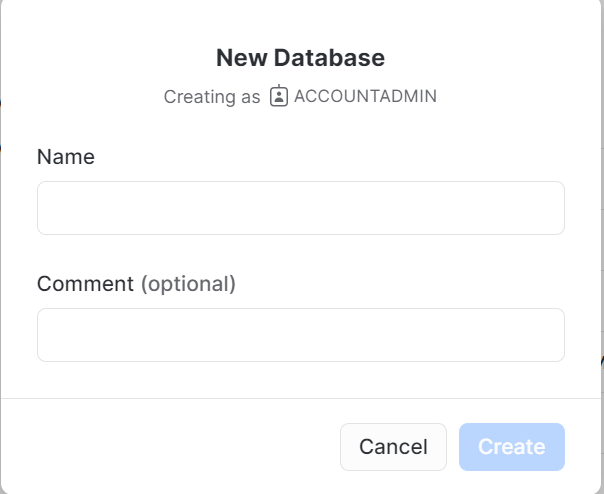 New Database
Creating as ACCOUNTADMIN
Name
Comment (optional)
Cancel
Create